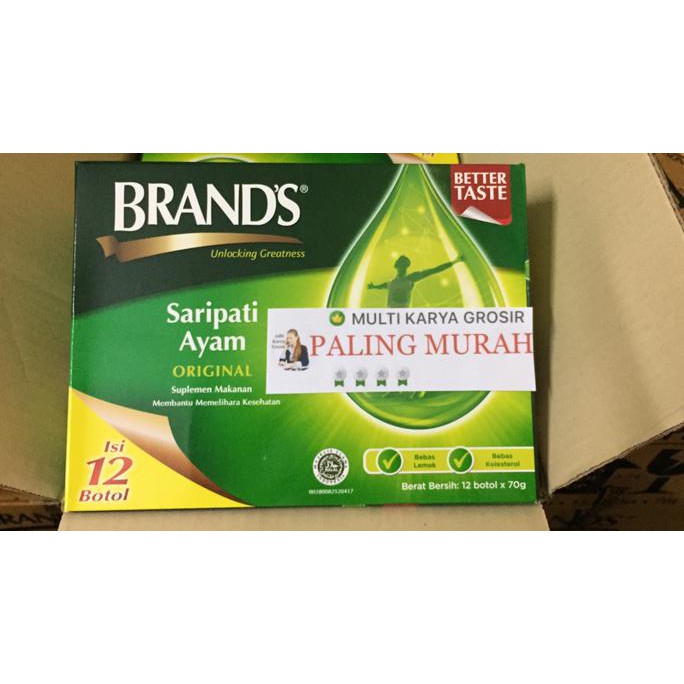 BRAND'S®
Unlocking Greatness
BETTER
TASTE
Saripati
Ayam
ORIGINAL
Suplemen Makanan
Membantu Memelihara Kesehatan
MULTI KARYA GROSIR
PALING MURAH
Isi
12
Botol
Bebas
Lemak
Bebas
Kolesterol
Berat Bersih: 12 botol x 70g
BRAND